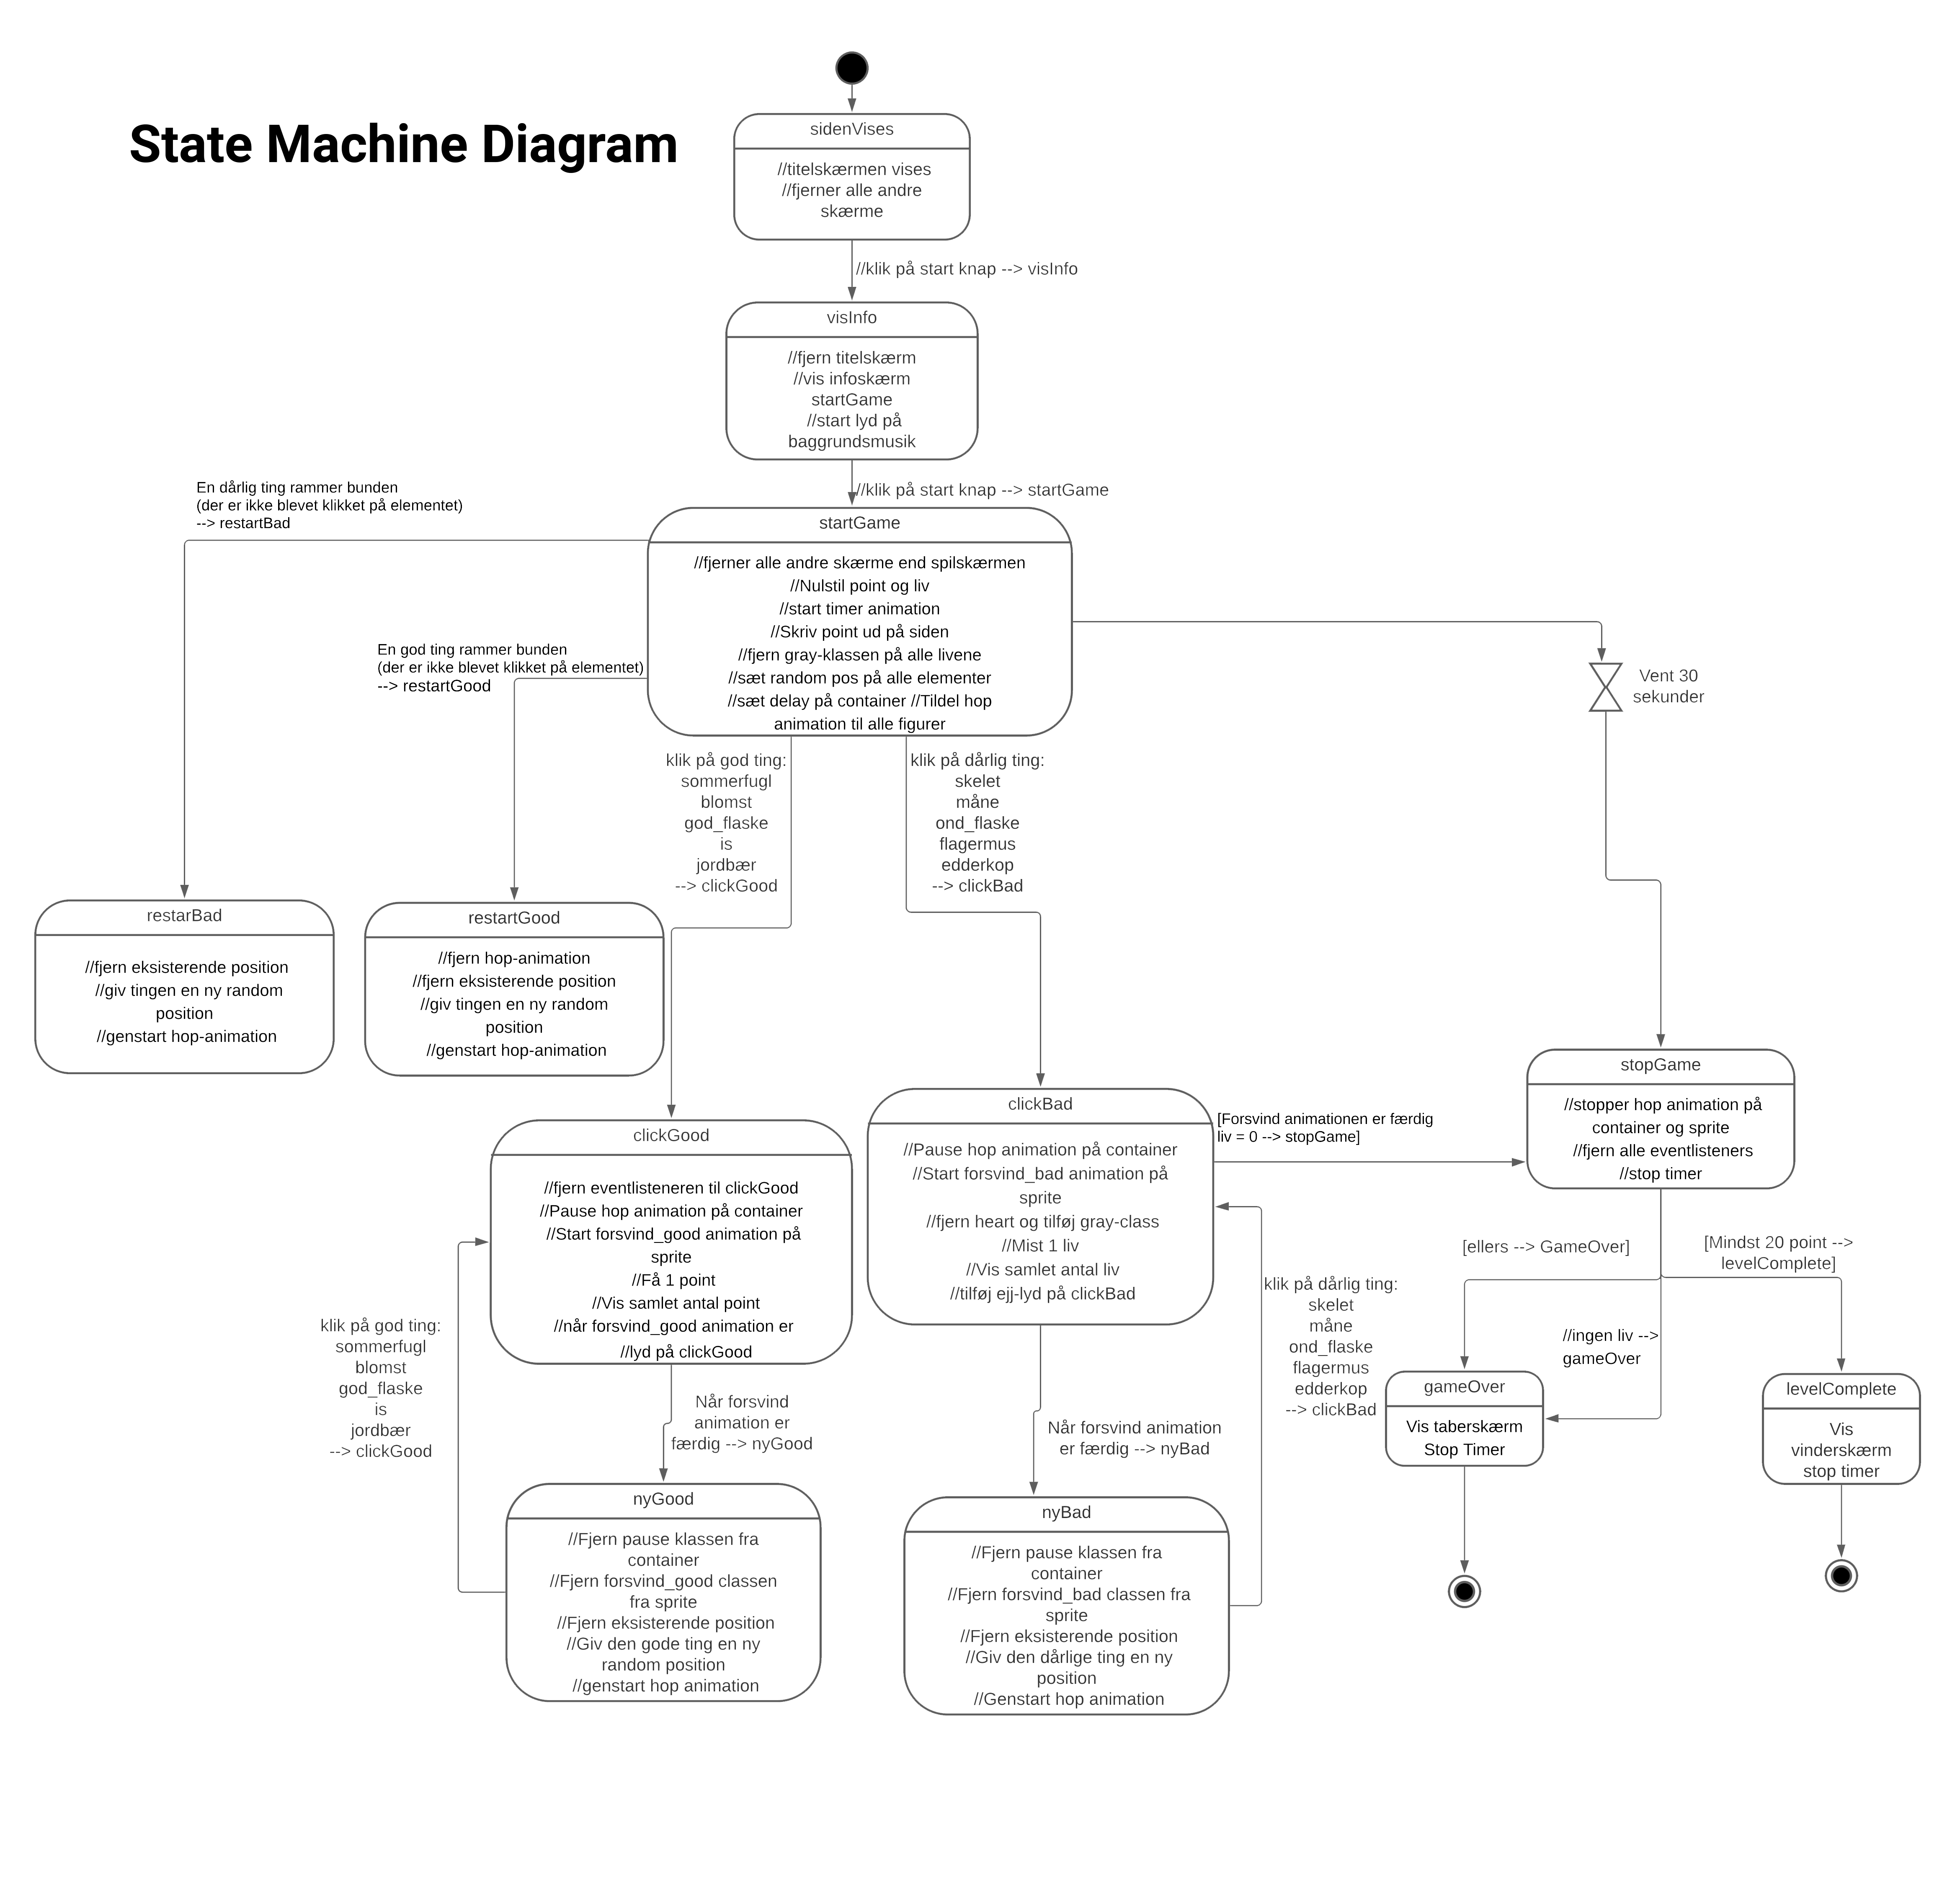 State Machine Diagram
sidenVises
//titelskærmen vises
//fjerner alle andre
skærme
//klik på start knap --> visInfo
visInfo
//fjern titelskærm
//vis infoskærm
startGame
//start lyd på
baggrundsmusik
//klik på start knap --> startGame
En dårlig ting rammer bunden
(der er ikke blevet klikket på elementet)
--> restartBad
startGame
//fjerner alle andre skærme end spilskærmen
//Nulstil point og liv
//start timer animation
//Skriv point ud på siden
//fjern gray-klassen på alle livene
//sæt random pos på alle elementer
//sæt delay på container //Tildel hop
animation til alle figurer
En god ting rammer bunden
(der er ikke blevet klikket på elementet)
--> restartGood
Vent 30
sekunder
klik på god ting:
sommerfugl
blomst
god_flaske
is
jordbær
--> clickGood
klik på dårlig ting:
skelet
måne
ond_flaske
flagermus
edderkop
--> clickBad
restarBad
//fjern eksisterende position
//giv tingen en ny random
position
//genstart hop-animation
restartGood
//fjern hop-animation
//fjern eksisterende position
//giv tingen en ny random
position
//genstart hop-animation
stopGame
//stopper hop animation på
container og sprite
//fjern alle eventlisteners
//stop timer
clickBad
//Pause hop animation på container
//Start forsvind_bad animation på
sprite
//fjern heart og tilføj gray-class
//Mist 1 liv
//Vis samlet antal liv
//tilføj ejj-lyd på clickBad
[Forsvind animationen er færdig
liv = 0 --> stopGame]
clickGood
//fjern eventlisteneren til clickGood
//Pause hop animation på container
//Start forsvind_good animation på
sprite
//Få 1 point
//Vis samlet antal point
//når forsvind_good animation er
//lyd på clickGood
[ellers --> GameOver]
[Mindst 20 point -->
levelComplete]
klik på dårlig ting:
skelet
måne
ond_flaske
flagermus
edderkop
--> clickBad
klik på god ting:
sommerfugl
blomst
god_flaske
is
jordbær
--> clickGood
//ingen liv -->
gameOver
gameOver
Vis taberskærm
Stop Timer
levelComplete
Vis
vinderskærm
stop timer
Når forsvind
animation er
færdig --> nyGood
Når forsvind animation
er færdig --> nyBad
nyGood
//Fjern pause klassen fra
container
//Fjern forsvind_good classen
fra sprite
//Fjern eksisterende position
//Giv den gode ting en ny
random position
//genstart hop animation
nyBad
//Fjern pause klassen fra
container
//Fjern forsvind_bad classen fra
sprite
//Fjern eksisterende position
//Giv den dårlige ting en ny
position
//Genstart hop animation